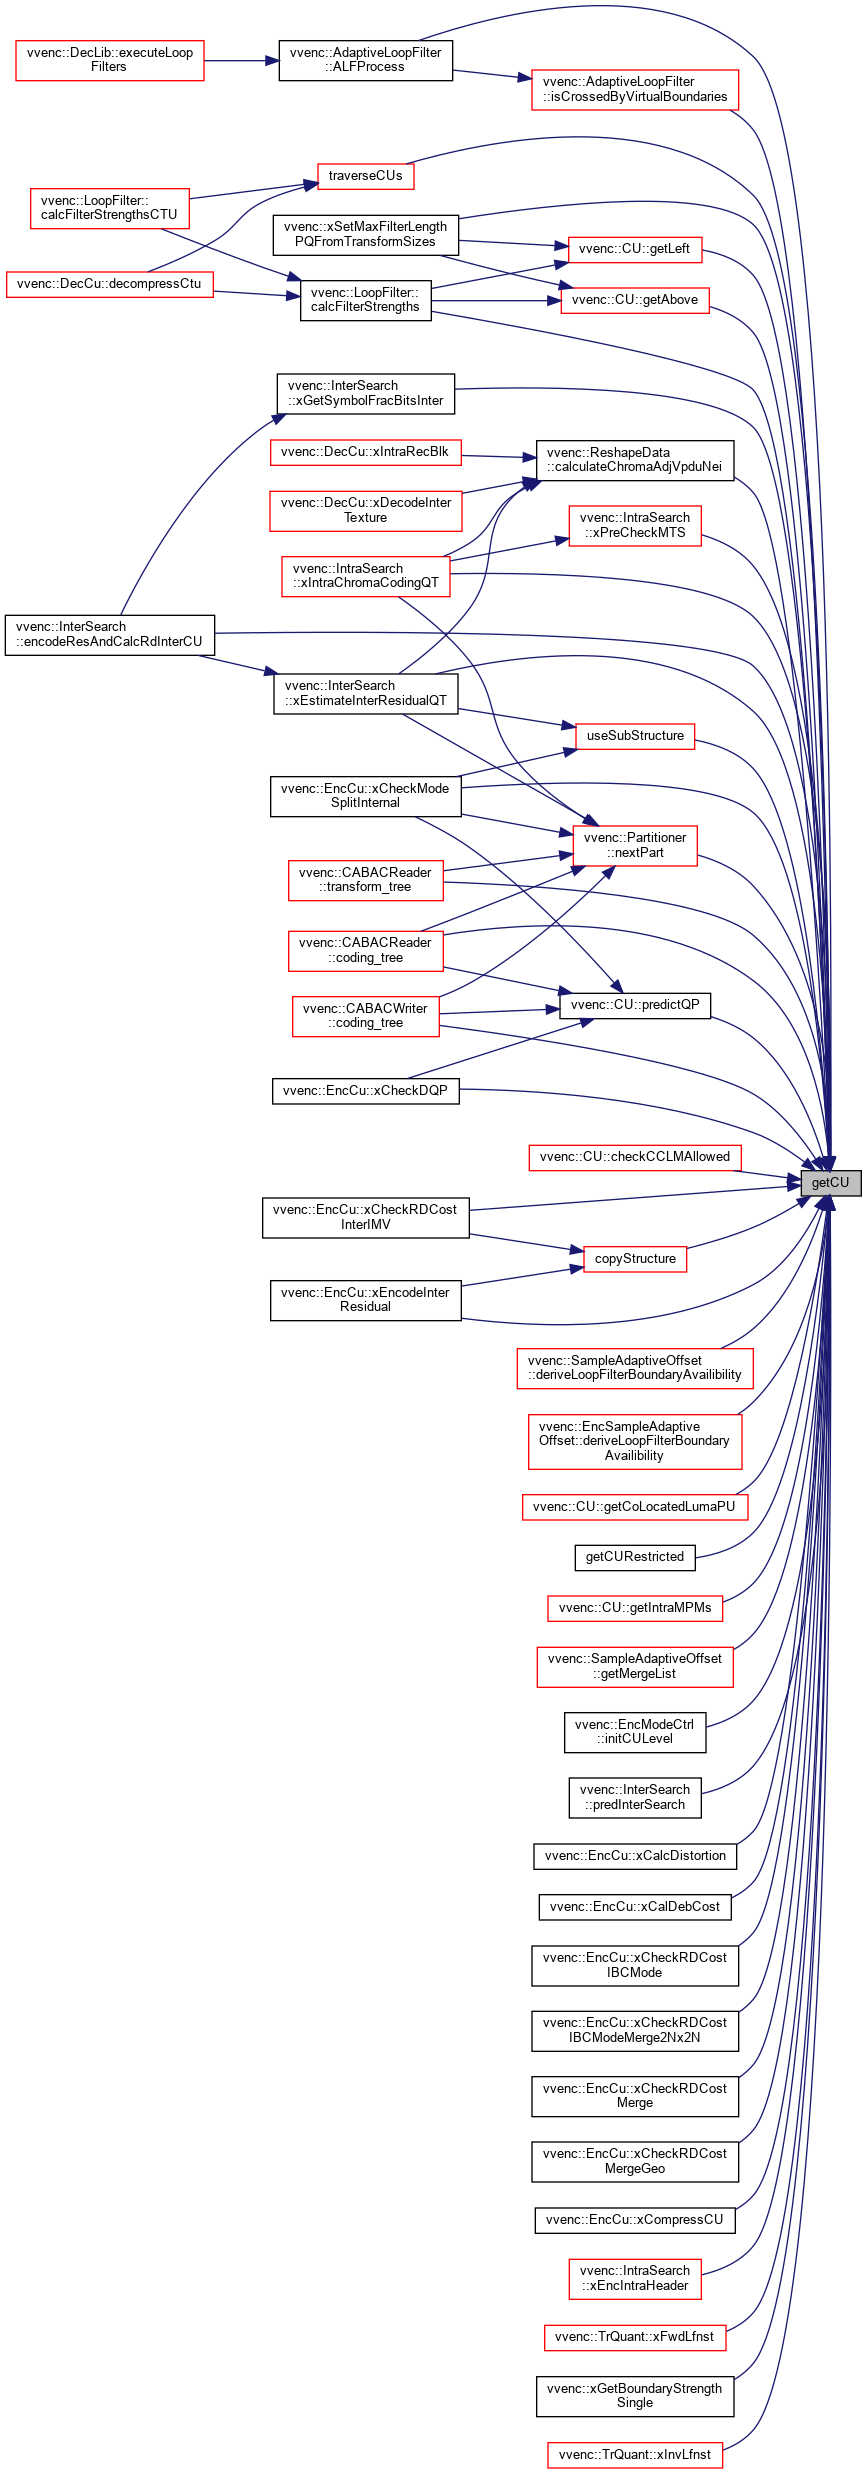 vvenc::DecLib::executeLoop
Filters
vvenc::AdaptiveLoopFilter
::ALFProcess
vvenc::AdaptiveLoopFilter
::isCrossedByVirtualBoundaries
traverseCUs
vvenc::LoopFilter::
calcFilterStrengthsCTU
vvenc::xSetMaxFilterLength
PQFromTransformSizes
vvenc::CU::getLeft
vvenc::DecCu::decompressCtu
vvenc::LoopFilter::
calcFilterStrengths
vvenc::CU::getAbove
vvenc::InterSearch
::xGetSymbolFracBitsInter
vvenc::DecCu::xIntraRecBlk
vvenc::ReshapeData
::calculateChromaAdjVpduNei
vvenc::DecCu::xDecodeInter
Texture
vvenc::IntraSearch
::xPreCheckMTS
vvenc::IntraSearch
::xIntraChromaCodingQT
vvenc::InterSearch
::encodeResAndCalcRdInterCU
vvenc::InterSearch
::xEstimateInterResidualQT
useSubStructure
vvenc::EncCu::xCheckMode
SplitInternal
vvenc::Partitioner
::nextPart
vvenc::CABACReader
::transform_tree
vvenc::CABACReader
::coding_tree
vvenc::CABACWriter
::coding_tree
vvenc::CU::predictQP
vvenc::EncCu::xCheckDQP
vvenc::CU::checkCCLMAllowed
getCU
vvenc::EncCu::xCheckRDCost
InterIMV
copyStructure
vvenc::EncCu::xEncodeInter
Residual
vvenc::SampleAdaptiveOffset
::deriveLoopFilterBoundaryAvailibility
vvenc::EncSampleAdaptive
Offset::deriveLoopFilterBoundary
Availibility
vvenc::CU::getCoLocatedLumaPU
getCURestricted
vvenc::CU::getIntraMPMs
vvenc::SampleAdaptiveOffset
::getMergeList
vvenc::EncModeCtrl
::initCULevel
vvenc::InterSearch
::predInterSearch
vvenc::EncCu::xCalcDistortion
vvenc::EncCu::xCalDebCost
vvenc::EncCu::xCheckRDCost
IBCMode
vvenc::EncCu::xCheckRDCost
IBCModeMerge2Nx2N
vvenc::EncCu::xCheckRDCost
Merge
vvenc::EncCu::xCheckRDCost
MergeGeo
vvenc::EncCu::xCompressCU
vvenc::IntraSearch
::xEncIntraHeader
vvenc::TrQuant::xFwdLfnst
vvenc::xGetBoundaryStrength
Single
vvenc::TrQuant::xInvLfnst